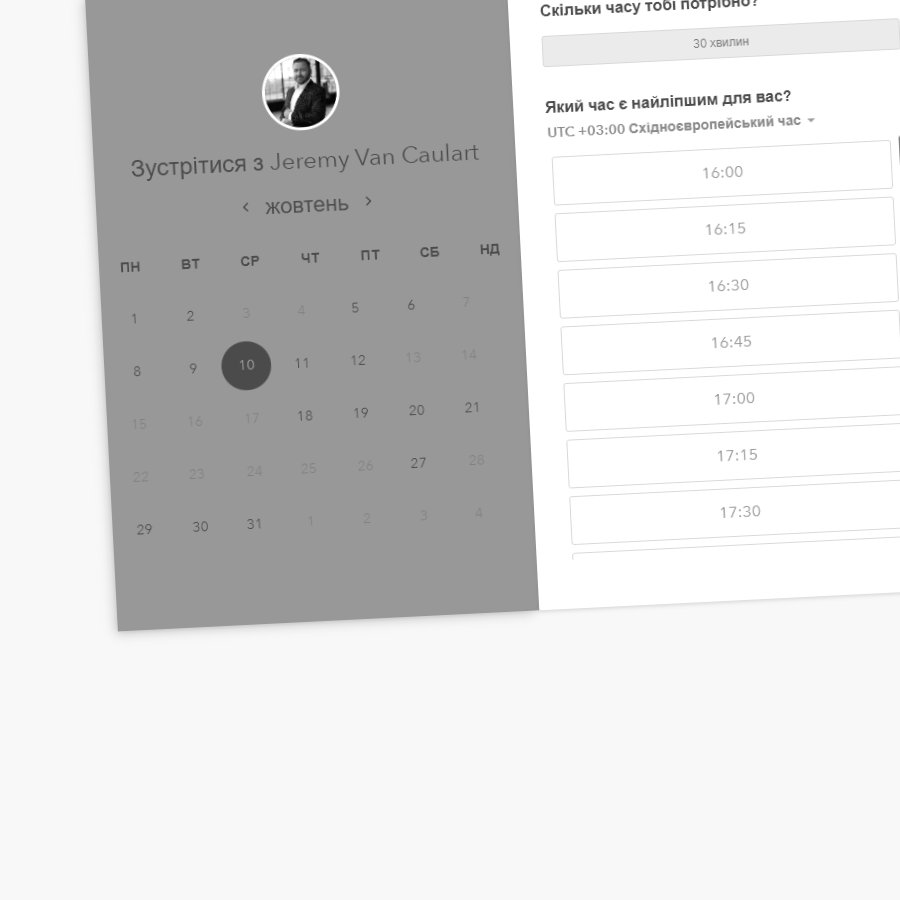 Зустрітися з Jeremy Van Caulart
жовтень
ПН ВТ СР ЧТ ПТ СБ НД
1 2 3 4 5 6 7
8 9 10 11 12 13 14
15 16 17 18 19 20 21
22 23 24 25 26 27 28
29 30 31 1 2 3 4
Скільки часу тобі потрібно?
30 хвилин
Який час є найліпшим для вас?
UTC +03:00 Східноєвропейський час
16:00
16:15
16:30
16:45
17:00
17:15
17:30